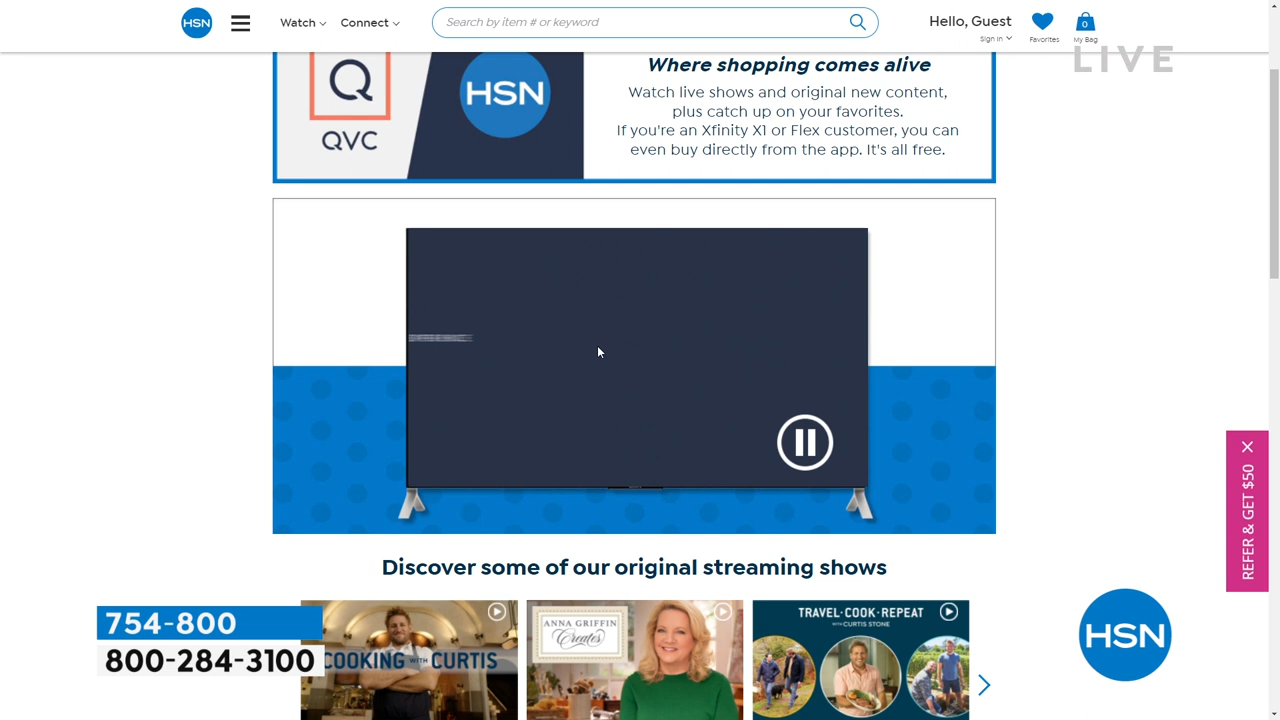 HSN
Watch
Connect
Search by item # or keyword
Hello, Guest
Sign In
Favorites
0
My Bag
LIVE
Q
QVC
HSN
Where shopping comes alive
Watch live shows and original new content,
plus catch up on your favorites.
If you're an Xfinity X1 or Flex customer, you can
even buy directly from the app. It's all free.
REFER & GET $50
Discover some of our original streaming shows
754-800
800-284-3100
COOKING WITH CURTIS
ANNA GRIFFIN
Creates
TRAVEL·COOK·REPEAT
WITH CURTIS STONE
HSN